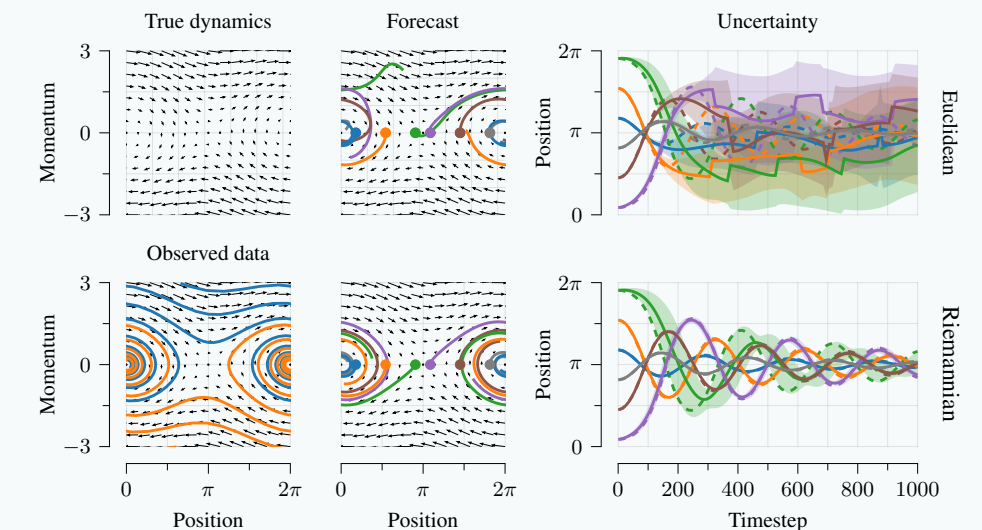 True dynamics
Forecast
Uncertainty
3
0
−3
Momentum
2π
π
0
Position
Euclidean
Observed data
3
0
−3
Momentum
2π
π
0
Position
Riemannian
0 π 2π
0 π 2π
0 200 400 600 800 1000
Position
Position
Timestep